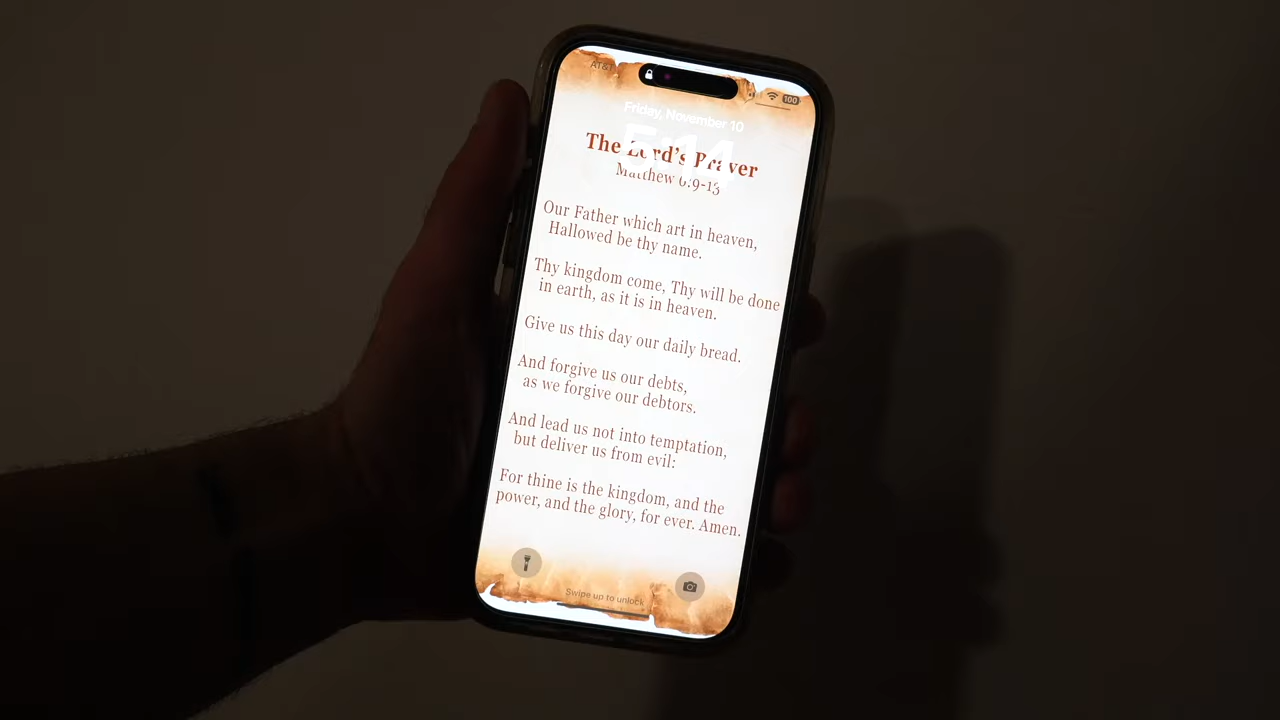 AT&T
100
Friday, November 10
5:14
The Lord's Prayer
Matthew 6:9-13
Our Father which art in heaven,
Hallowed be thy name.
Thy kingdom come, Thy will be done
in earth, as it is in heaven.
Give us this day our daily bread.
And forgive us our debts,
as we forgive our debtors.
And lead us not into temptation,
but deliver us from evil:
For thine is the kingdom, and the
power, and the glory, for ever. Amen.
Swipe up to unlock